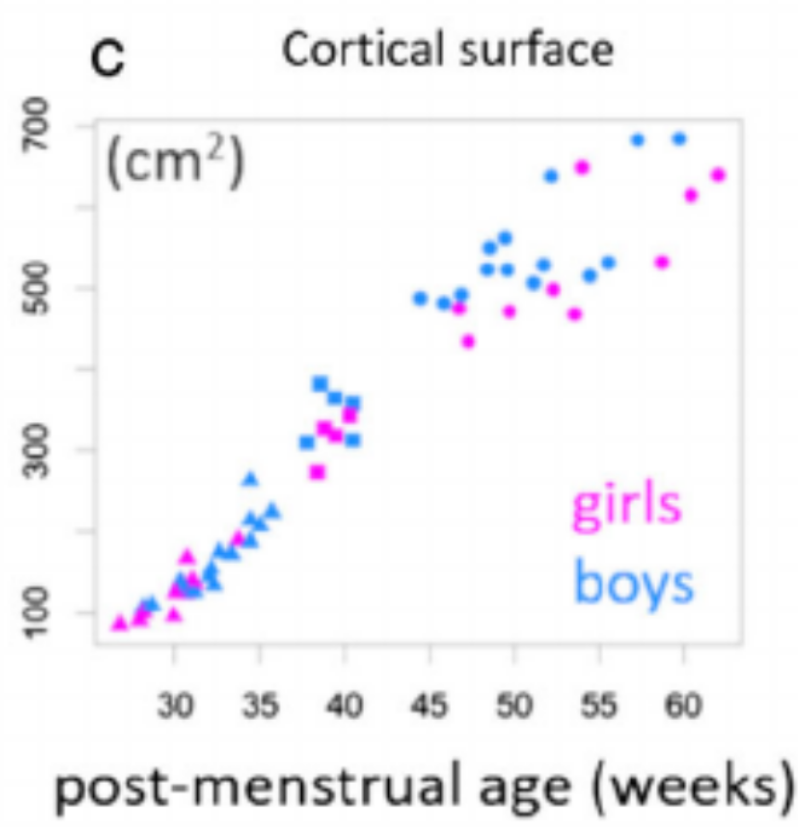 C Cortical surface
(cm²)
700
500
300
100
girls
boys
30 35 40 45 50 55 60
post-menstrual age (weeks)